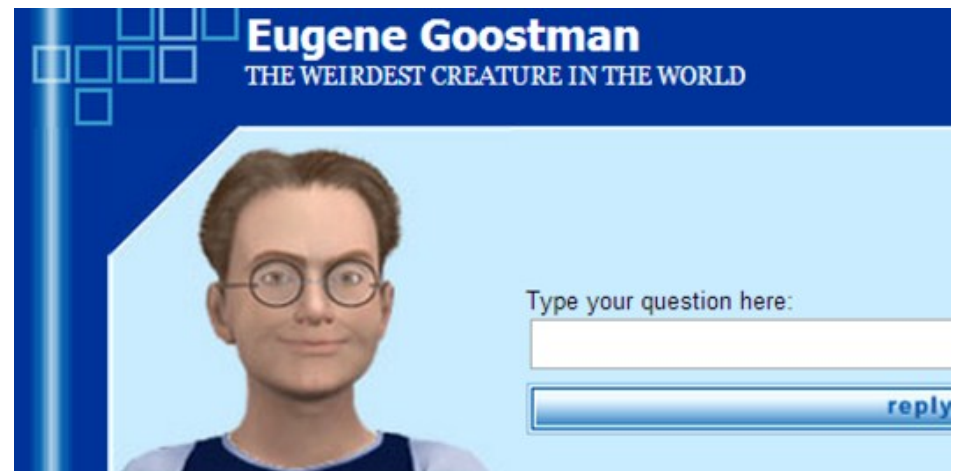 Eugene Goostman
THE WEIRDEST CREATURE IN THE WORLD
Type your question here:
reply